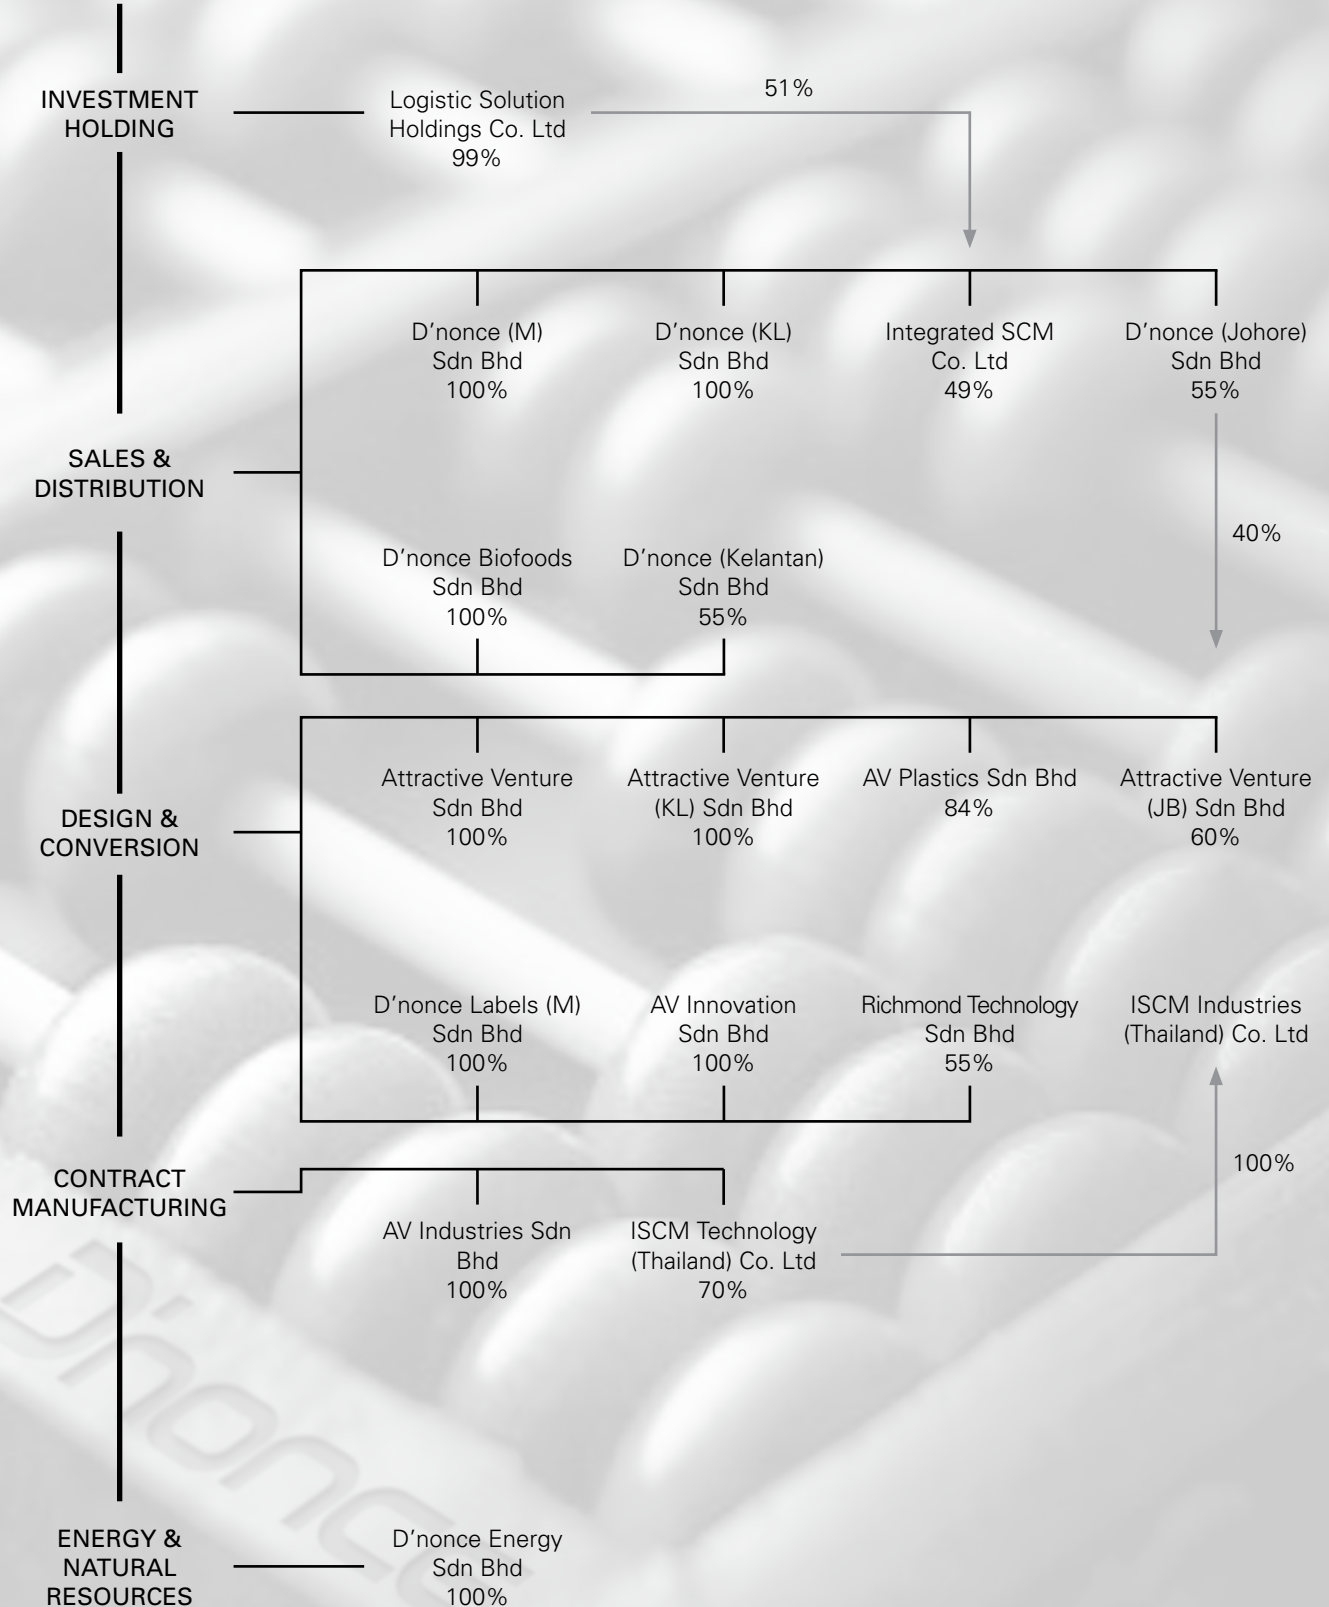 INVESTMENT
HOLDING
Logistic Solution
Holdings Co. Ltd
99%
51%
SALES &
DISTRIBUTION
D'nonce (M)
Sdn Bhd
100%
D'nonce (KL)
Sdn Bhd
100%
Integrated SCM
Co. Ltd
49%
D'nonce (Johore)
Sdn Bhd
55%
40%
D'nonce Biofoods
Sdn Bhd
100%
D'nonce (Kelantan)
Sdn Bhd
55%
DESIGN &
CONVERSION
Attractive Venture
Sdn Bhd
100%
Attractive Venture
(KL) Sdn Bhd
100%
AV Plastics Sdn Bhd
84%
Attractive Venture
(JB) Sdn Bhd
60%
D'nonce Labels (M)
Sdn Bhd
100%
AV Innovation
Sdn Bhd
100%
Richmond Technology
Sdn Bhd
55%
ISCM Industries
(Thailand) Co. Ltd
100%
CONTRACT
MANUFACTURING
AV Industries Sdn
Bhd
100%
ISCM Technology
(Thailand) Co. Ltd
70%
D'nonce
ENERGY &
NATURAL
RESOURCES
D'nonce Energy
Sdn Bhd
100%